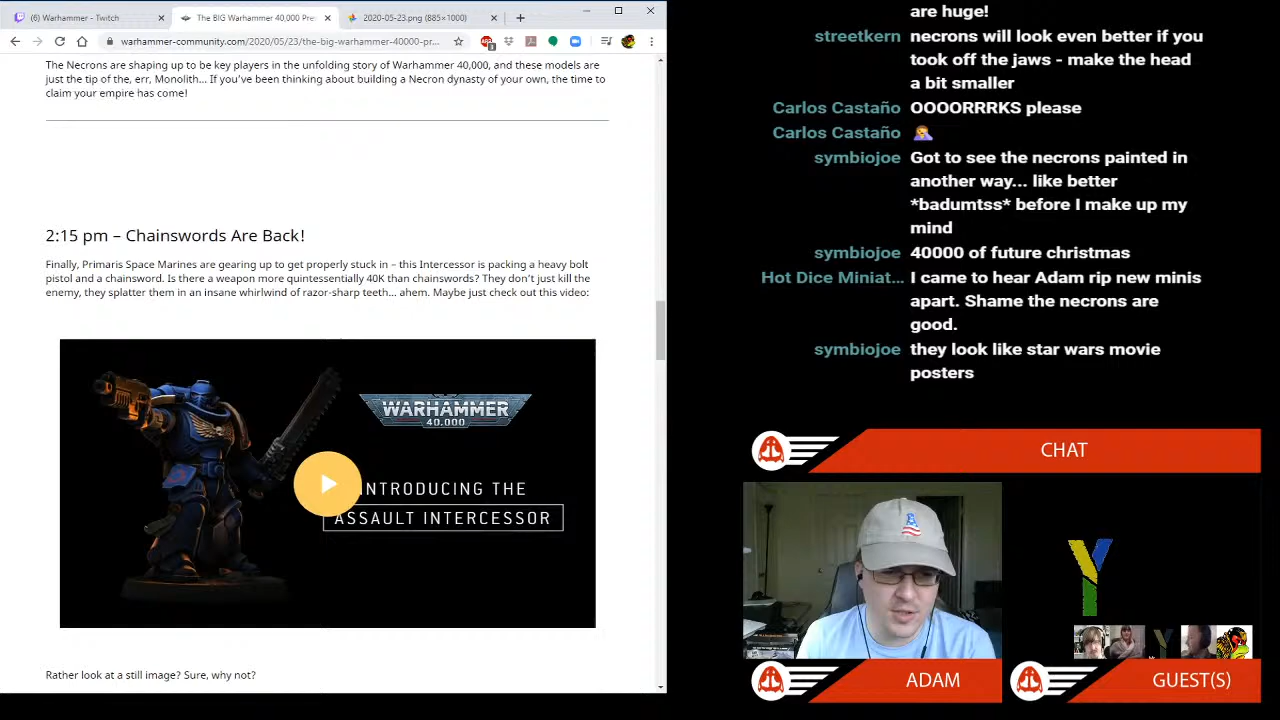 (6) Warhammer - Twitch
The BIG Warhammer 40,000 Pre
2020-05-23.png (885×1000)
warhammer-community.com/2020/05/23/the-big-warhammer-40000-pr...
The Necrons are shaping up to be key players in the unfolding story of Warhammer 40,000, and these models are
just the tip of the, err, Monolith... If you've been thinking about building a Necron dynasty of your own, the time to
claim your empire has come!
2:15 pm – Chainswords Are Back!
Finally, Primaris Space Marines are gearing up to get properly stuck in – this Intercessor is packing a heavy bolt
pistol and a chainsword. Is there a weapon more quintessentially 40K than chainswords? They don't just kill the
enemy, they splatter them in an insane whirlwind of razor-sharp teeth... ahem. Maybe just check out this video:
WARHAMMER
40,000
INTRODUCING THE
ASSAULT INTERCESSOR
Rather look at a still image? Sure, why not?
are huge!
streetkern necrons will look even better if you
took off the jaws - make the head
a bit smaller
Carlos Castaño OOOORRRKS please
Carlos Castaño
symbiojoe Got to see the necrons painted in
another way... like better
*badumtss* before I make up my
mind
symbiojoe 40000 of future christmas
Hot Dice Miniat... I came to hear Adam rip new minis
apart. Shame the necrons are
good.
symbiojoe they look like star wars movie
posters
CHAT
Y
ADAM
GUEST(S)